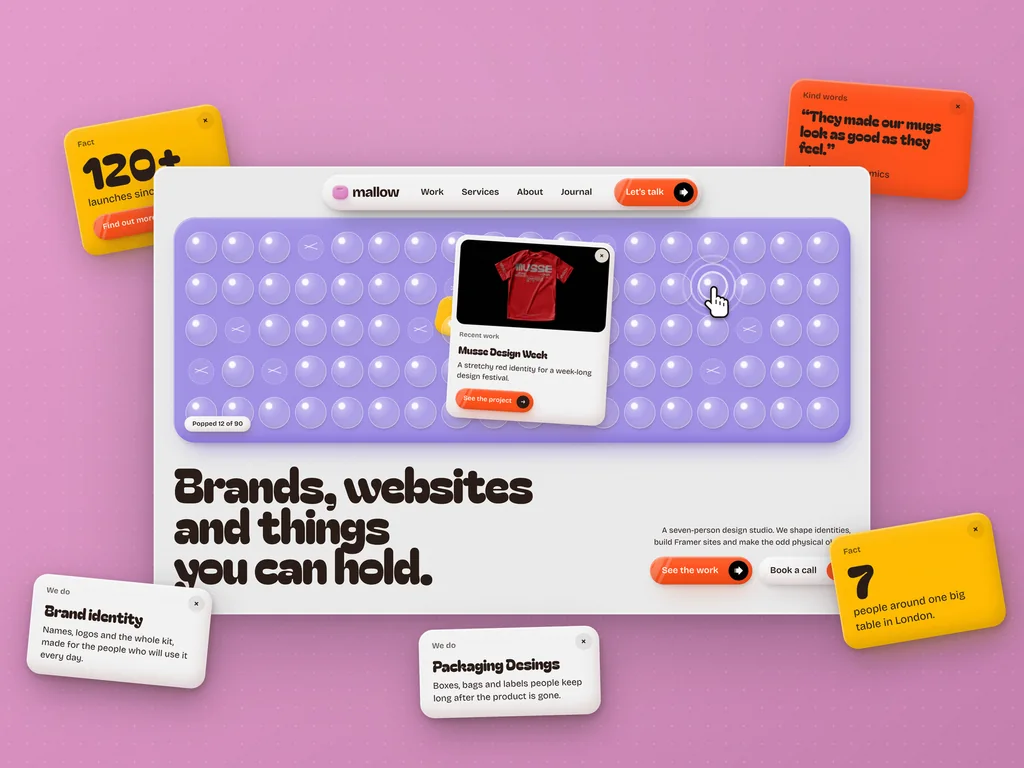 Fact
120+
launches sinc
Find out more
Kind words
“They made our mugs
look as good as they
feel.”
mics
mallow
Work
Services
About
Journal
Let's talk
MUSSE
Recent work
Musse Design Week
A stretchy red identity for a week-long
design festival.
See the project
Popped 12 of 90
Brands, websites
and things
you can hold.
A seven-person design studio. We shape identities,
build Framer sites and make the odd physical
See the work
Book a call
Fact
7
people around one big
table in London.
We do
Brand identity
Names, logos and the whole kit,
made for the people who will use it
every day.
We do
Packaging Desings
Boxes, bags and labels people keep
long after the product is gone.